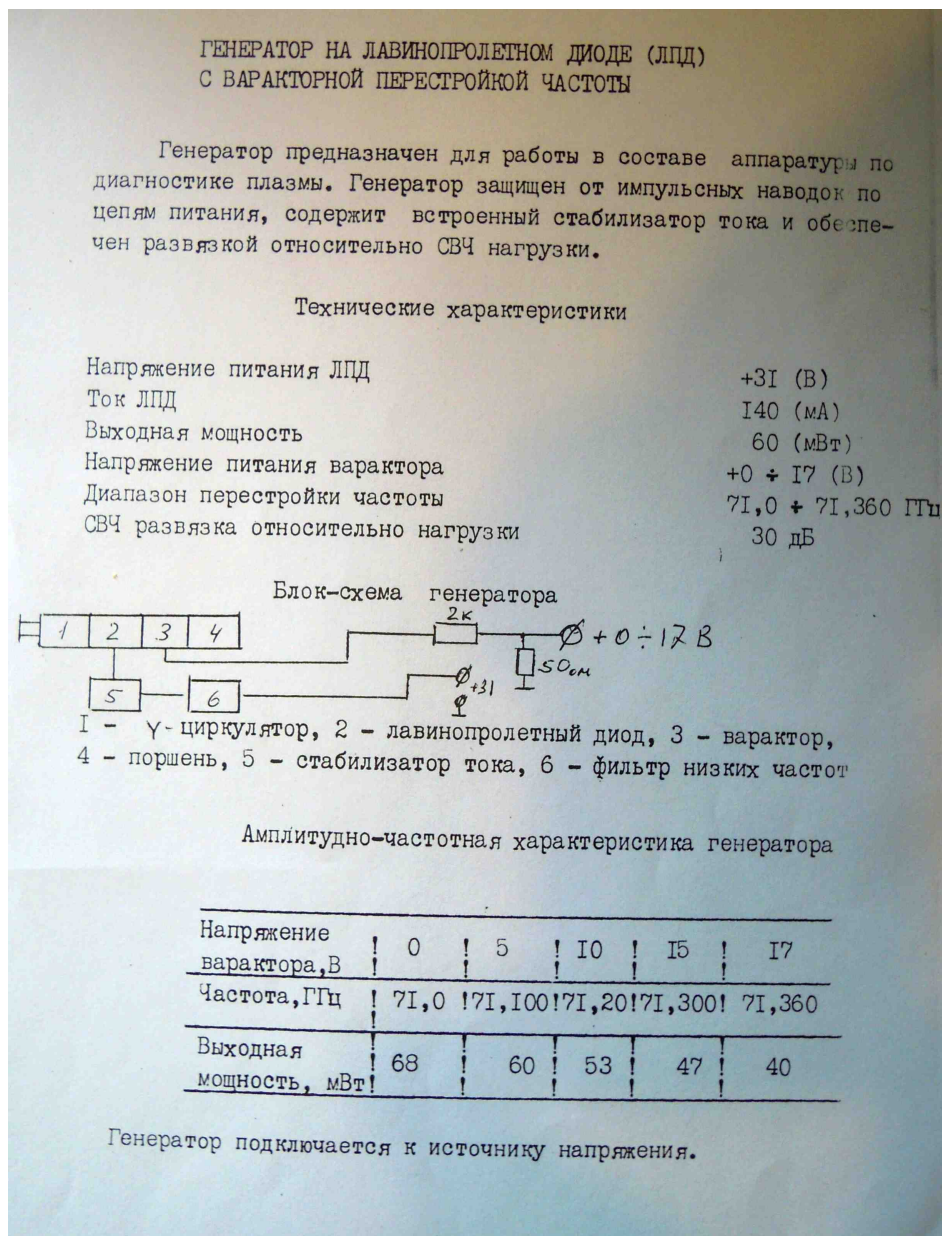 ГЕНЕРАТОР НА ЛАВИНОПРОЛЕТНОМ ДИОДЕ (ЛПД)
С ВАРАКТОРНОЙ ПЕРЕСТРОЙКОЙ ЧАСТОТЫ
Генератор предназначен для работы в составе аппаратуры по
диагностике плазмы. Генератор защищен от импульсных наводок по
цепям питания, содержит встроенный стабилизатор тока и обеспе-
чен развязкой относительно СВЧ нагрузки.
Технические характеристики
Напряжение питания ЛПД +3I (В)
Ток ЛПД I40 (мА)
Выходная мощность 60 (мВт)
Напряжение питания варактора +0 ÷ I7 (В)
Диапазон перестройки частоты 7I,0 ÷ 7I,360 ГГц
СВЧ развязка относительно нагрузки 30 дБ
Блок-схема генератора
1 2 3 4 2к + 0 ÷ 17 В
50ом
5 6 +31
I - Y- циркулятор, 2 - лавинопролетный диод, 3 - варактор,
4 - поршень, 5 - стабилизатор тока, 6 - фильтр низких частот
Амплитудно-частотная характеристика генератора
Напряжение
варактора,В ! 0 ! 5 ! I0 ! I5 ! I7
Частота,ГГц ! 7I,0 !7I,I00!7I,20!7I,300! 7I,360
Выходная
мощность, мВт! 68 ! 60 ! 53 ! 47 ! 40
Генератор подключается к источнику напряжения.